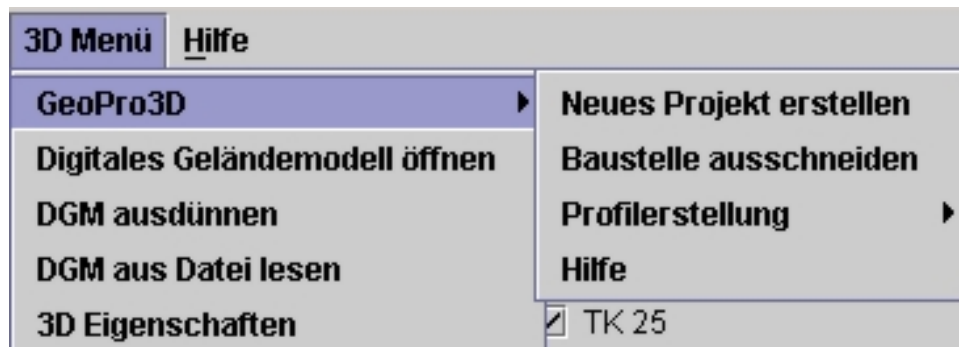 3D Menü Hilfe
GeoPro3D
Digitales Geländemodell öffnen
DGM ausdünnen
DGM aus Datei lesen
3D Eigenschaften
Neues Projekt erstellen
Baustelle ausschneiden
Profilerstellung
Hilfe
TK 25